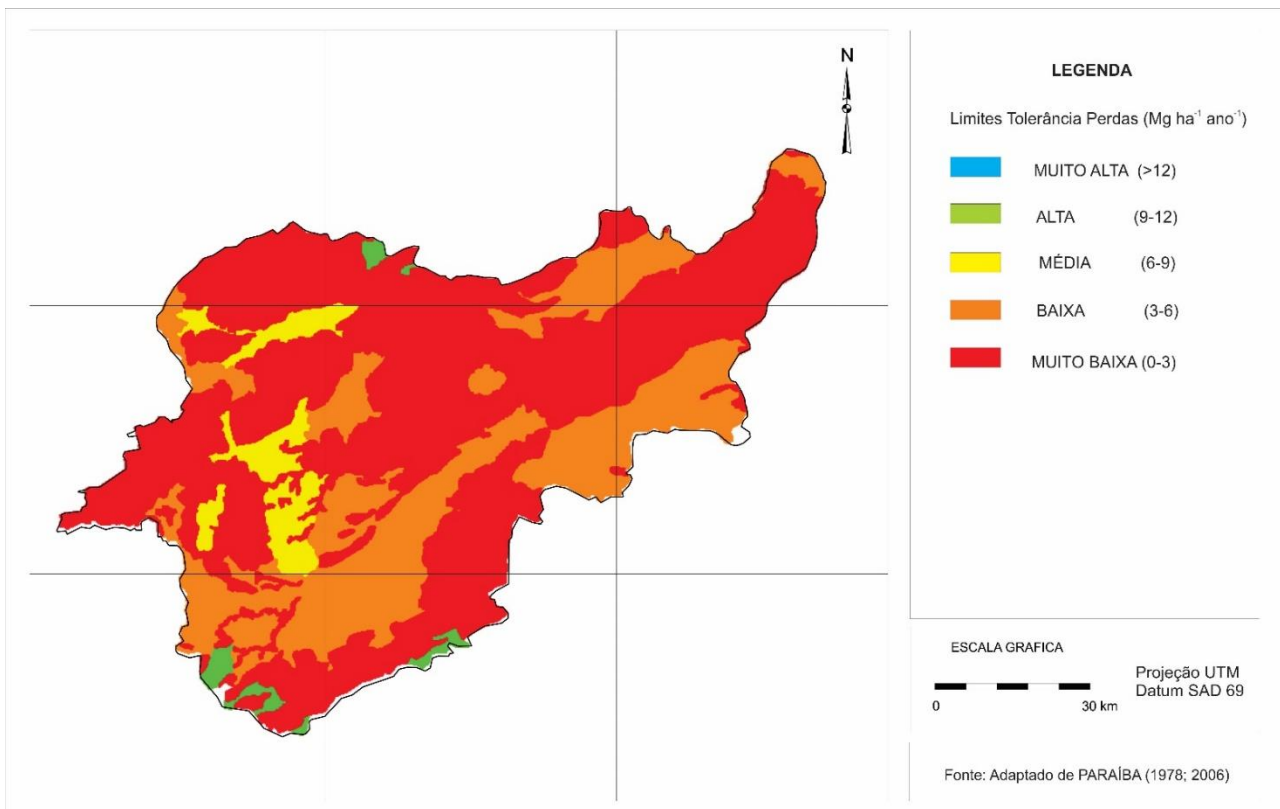 N
LEGENDA
Limites Tolerância Perdas (Mg ha⁻¹ ano⁻¹)
MUITO ALTA (>12)
ALTA (9-12)
MÉDIA (6-9)
BAIXA (3-6)
MUITO BAIXA (0-3)
ESCALA GRAFICA
0 30 km
Projeção UTM
Datum SAD 69
Fonte: Adaptado de PARAÍBA (1978; 2006)